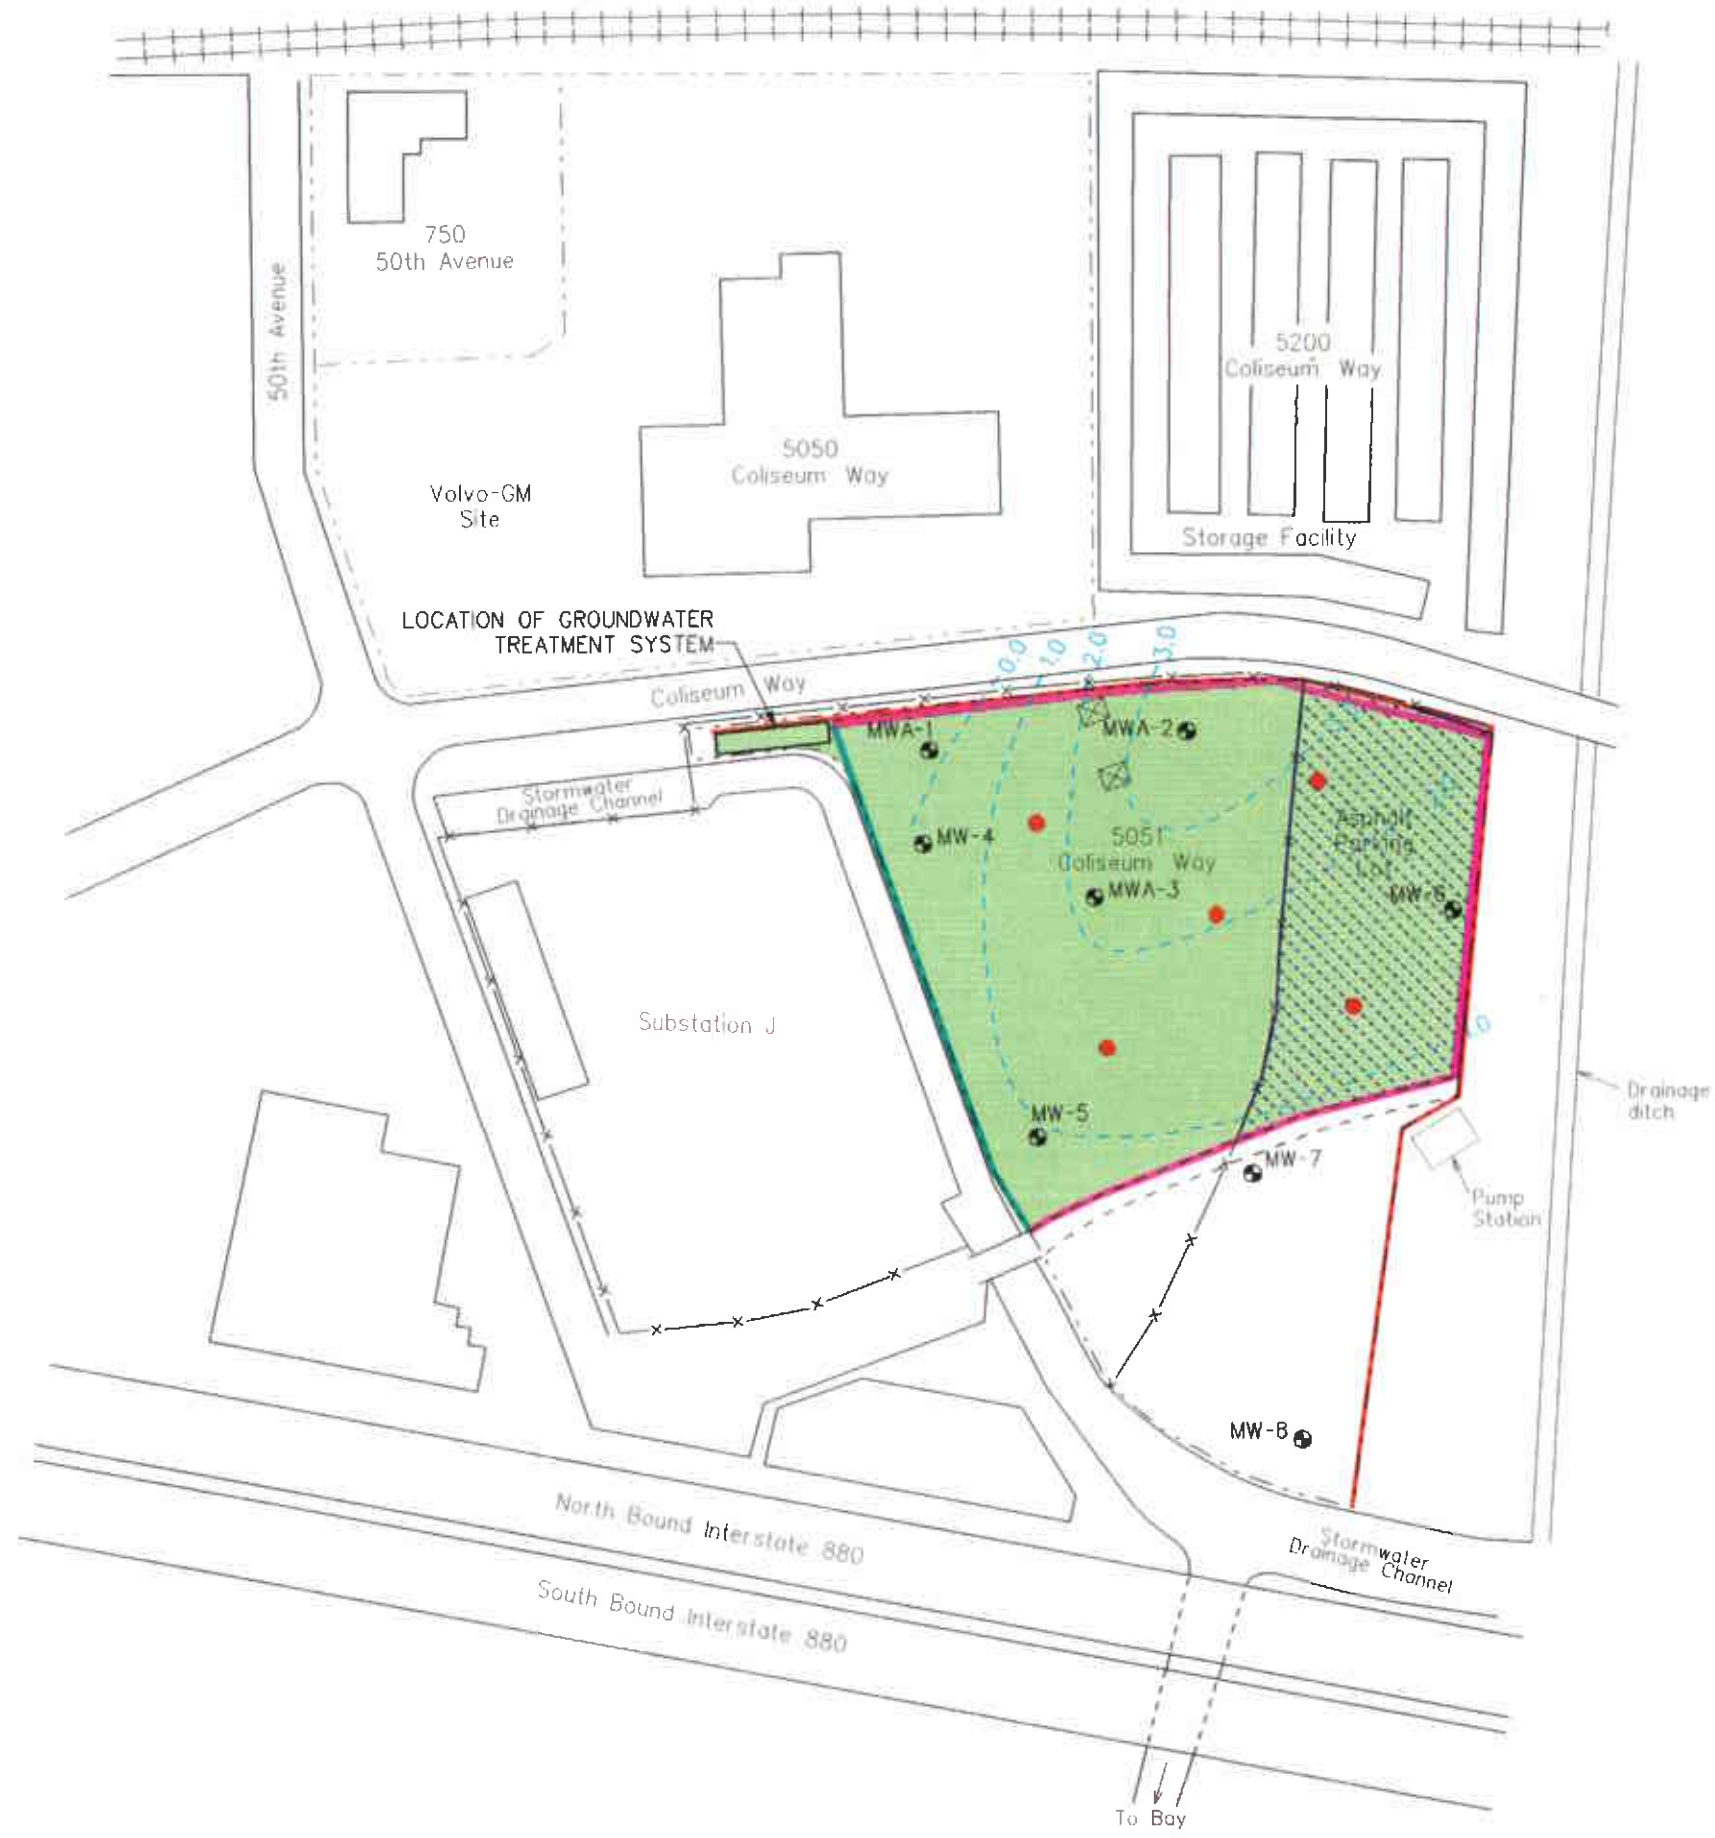 750
50th Avenue
50th Avenue
5200
Coliseum Way
5050
Coliseum Way
Volvo-GM
Site
Storage Facility
LOCATION OF GROUNDWATER
TREATMENT SYSTEM
0.0
1.0
2.0
3.0
Coliseum Way
MWA-1
MWA-2
Stormwater
Drainage Channel
MW-4
5051
Coliseum Way
Asphalt
Parking
Lot
MWA-3
MW-6
Substation J
Drainage
ditch
MW-5
MW-7
Pump
Station
MW-8
North Bound Interstate 880
Stormwater
Drainage Channel
South Bound Interstate 880
To Bay